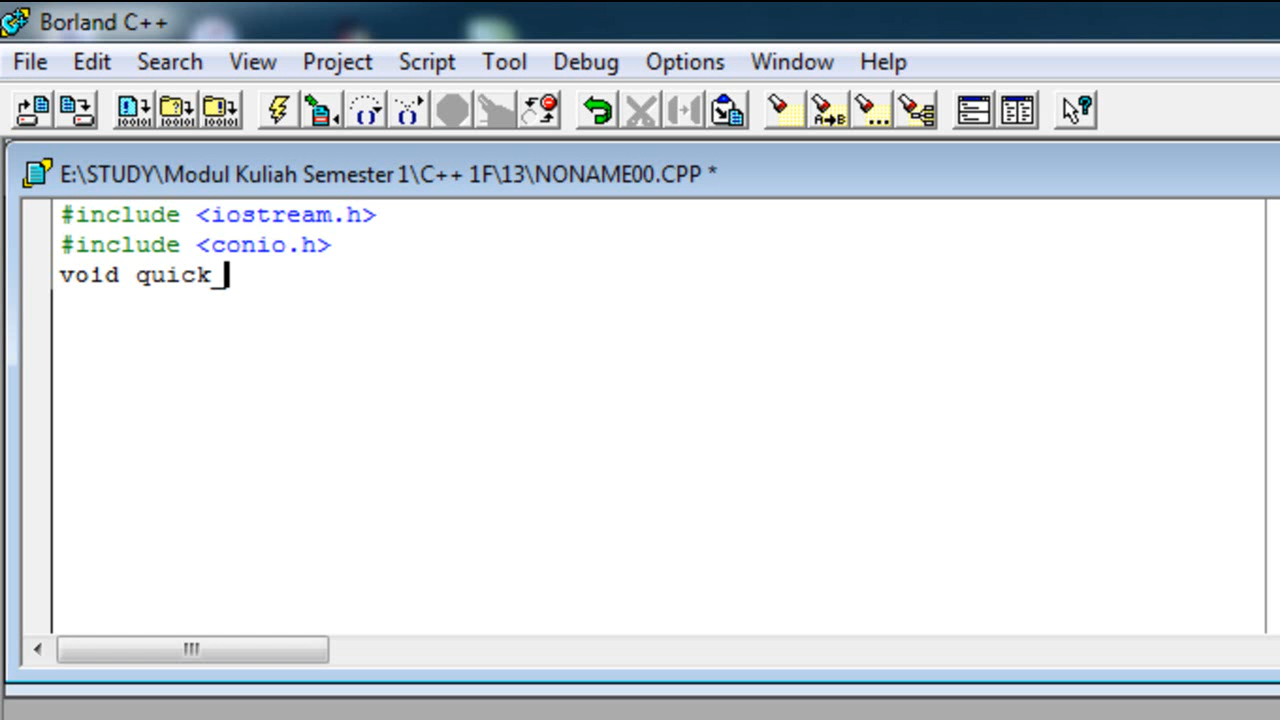 Borland C++
File Edit Search View Project Script Tool Debug Options Window Help
E:\STUDY\Modul Kuliah Semester 1\C++ 1F\13\NONAME00.CPP *
#include <iostream.h>
#include <conio.h>
void quick_